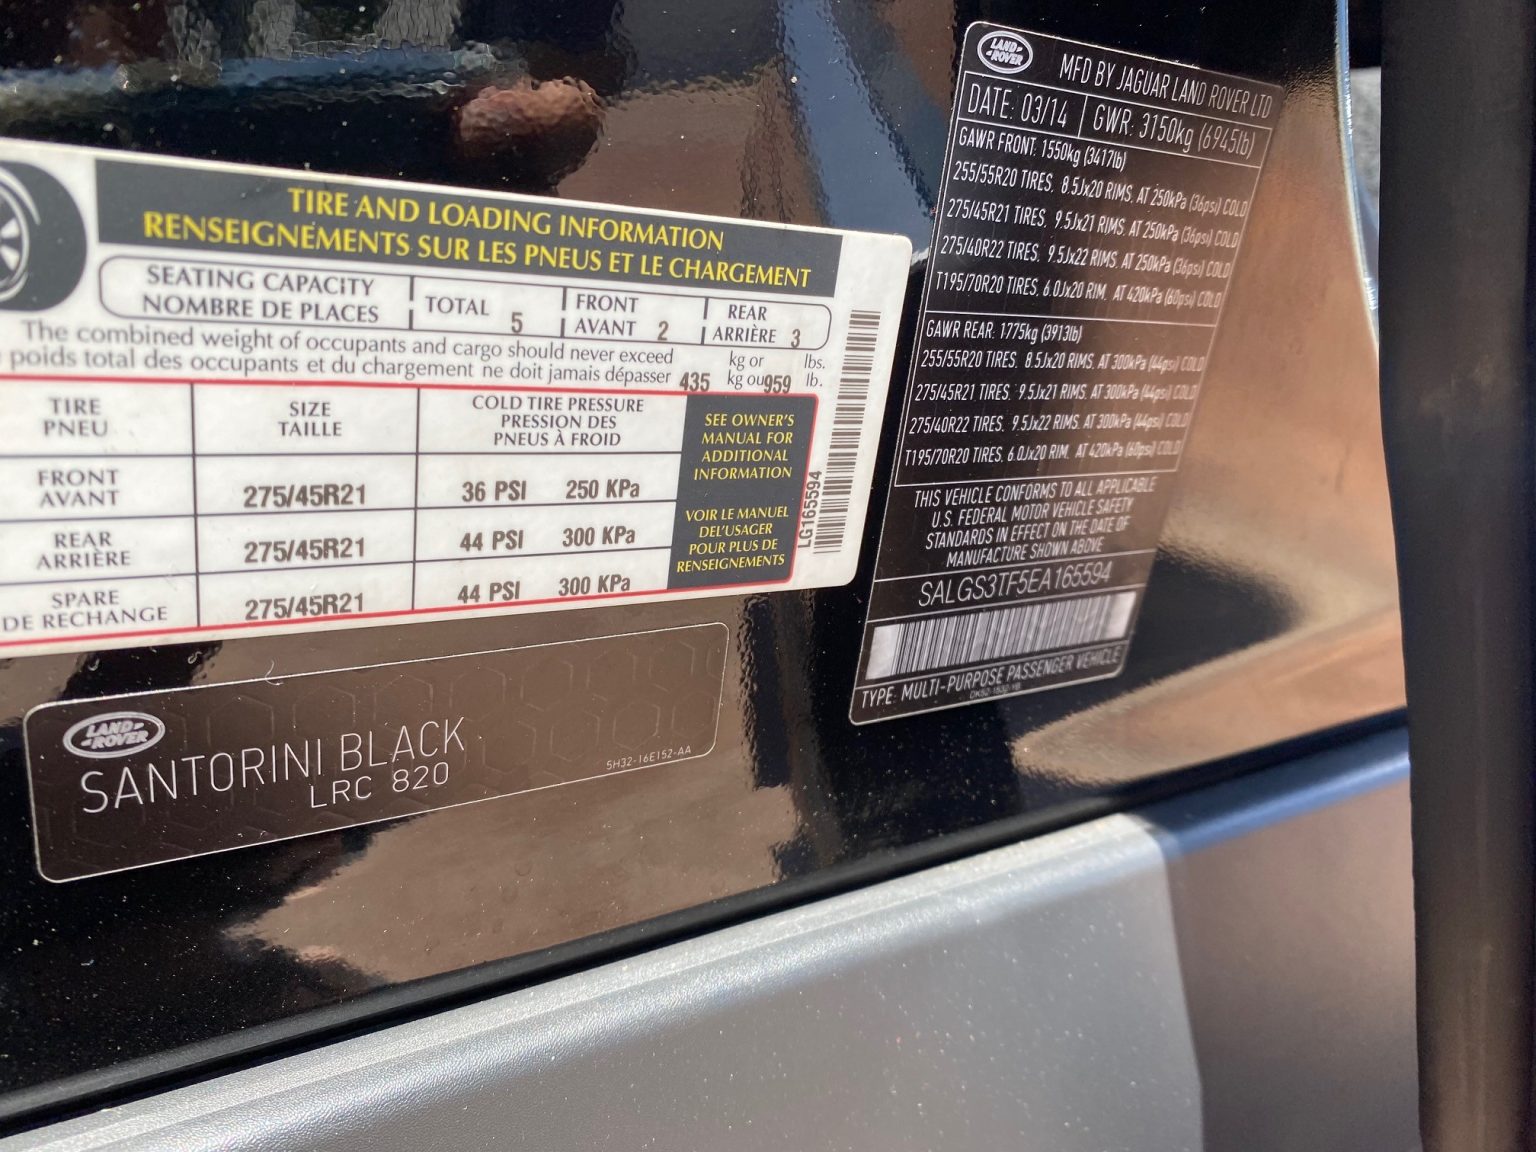 TIRE AND LOADING INFORMATION
RENSEIGNEMENTS SUR LES PNEUS ET LE CHARGEMENT
SEATING CAPACITY
NOMBRE DE PLACES
TOTAL 5
FRONT
AVANT 2
REAR
ARRIÈRE 3
The combined weight of occupants and cargo should never exceed kg or lbs.
poids total des occupants et du chargement ne doit jamais dépasser 435 kg ou 959 lb.
TIRE
PNEU
SIZE
TAILLE
COLD TIRE PRESSURE
PRESSION DES
PNEUS À FROID
FRONT
AVANT
275/45R21
36 PSI 250 KPa
REAR
ARRIÈRE
275/45R21
44 PSI 300 KPa
SPARE
DE RECHANGE
275/45R21
44 PSI 300 KPa
SEE OWNER'S
MANUAL FOR
ADDITIONAL
INFORMATION
VOIR LE MANUEL
DEL'USAGER
POUR PLUS DE
RENSEIGNEMENTS
LG165594
LAND-
-ROVER
SANTORINI BLACK
LRC 820
5H32-16E152-AA
LAND-
-ROVER
MFD BY JAGUAR LAND ROVER LTD
DATE: 03/14 GWR: 3150kg (6945lb)
GAWR FRONT: 1550kg (3417lb)
255/55R20 TIRES, 8.5Jx20 RIMS, AT 250kPa (36psi) COLD
275/45R21 TIRES, 9.5Jx21 RIMS, AT 250kPa (36psi) COLD
275/40R22 TIRES, 9.5Jx22 RIMS, AT 250kPa (36psi) COLD
T195/70R20 TIRES, 6.0Jx20 RIM, AT 420kPa (60psi) COLD
GAWR REAR: 1775kg (3913lb)
255/55R20 TIRES, 8.5Jx20 RIMS, AT 300kPa (44psi) COLD
275/45R21 TIRES, 9.5Jx21 RIMS, AT 300kPa (44psi) COLD
275/40R22 TIRES, 9.5Jx22 RIMS, AT 300kPa (44psi) COLD
T195/70R20 TIRES, 6.0Jx20 RIM, AT 420kPa (60psi) COLD
THIS VEHICLE CONFORMS TO ALL APPLICABLE
U.S. FEDERAL MOTOR VEHICLE SAFETY
STANDARDS IN EFFECT ON THE DATE OF
MANUFACTURE SHOWN ABOVE
SALGS3TF5EA165594
TYPE: MULTI-PURPOSE PASSENGER VEHICLE